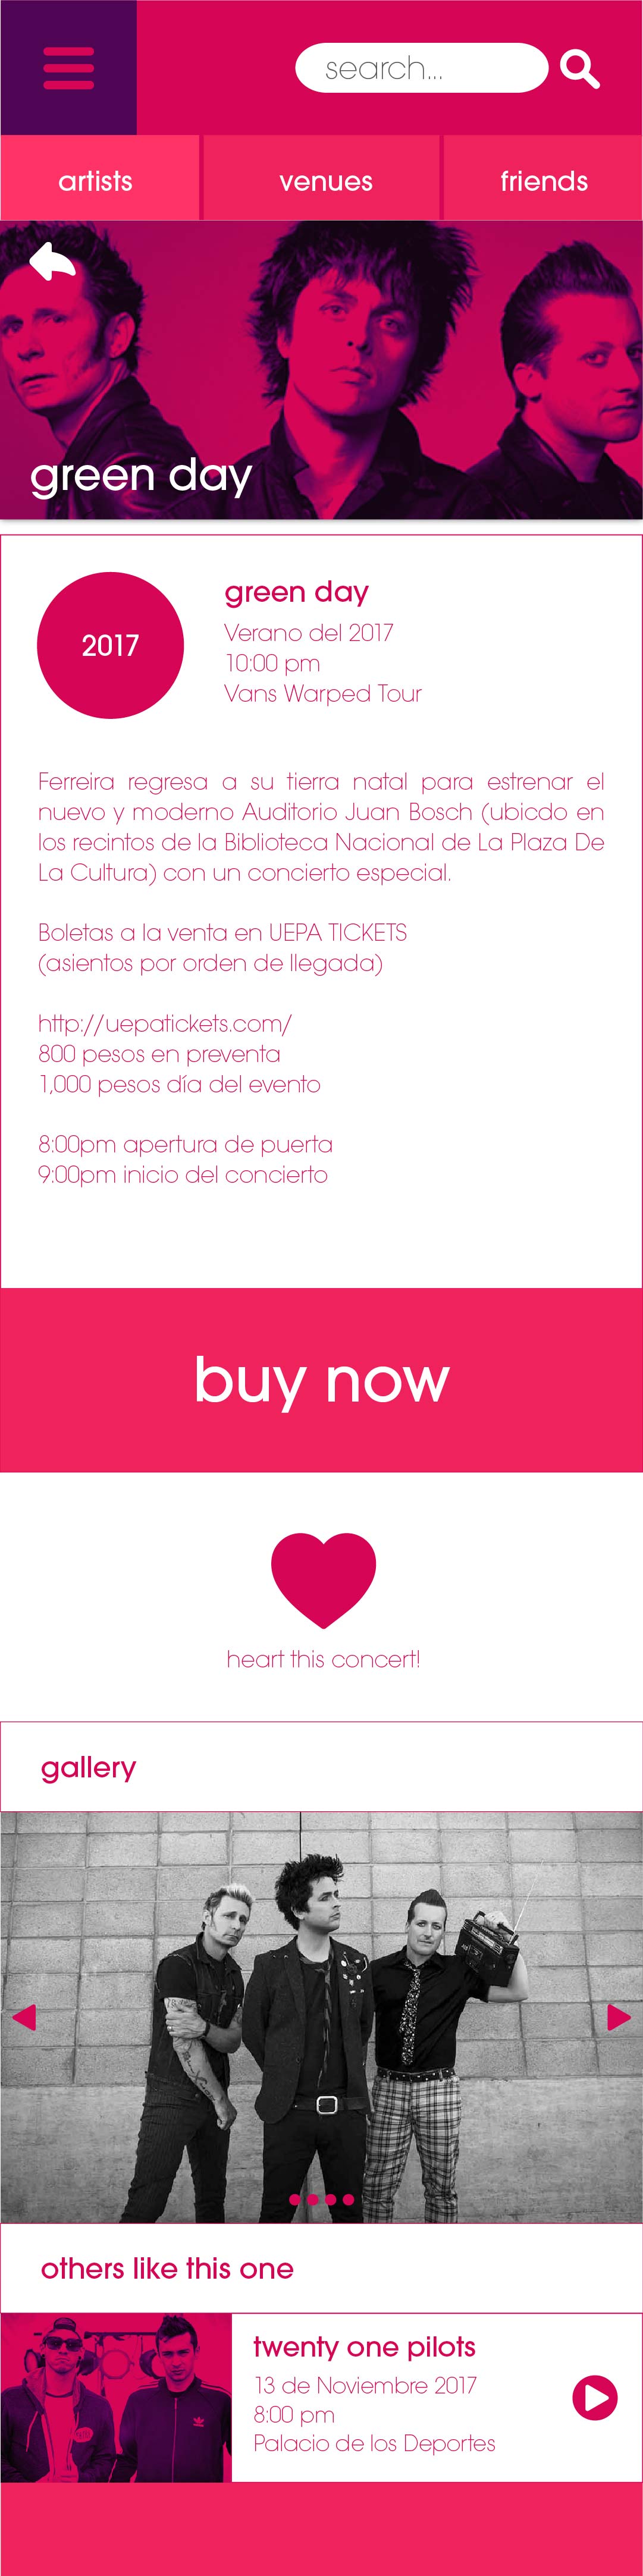 search...
artists
venues
friends
green day
2017
green day
Verano del 2017
10:00 pm
Vans Warped Tour
Ferreira regresa a su tierra natal para estrenar el
nuevo y moderno Auditorio Juan Bosch (ubicdo en
los recintos de la Biblioteca Nacional de La Plaza De
La Cultura) con un concierto especial.
Boletas a la venta en UEPA TICKETS
(asientos por orden de llegada)
http://uepatickets.com/
800 pesos en preventa
1,000 pesos día del evento
8:00pm apertura de puerta
9:00pm inicio del concierto
buy now
heart this concert!
gallery
others like this one
twenty one pilots
13 de Noviembre 2017
8:00 pm
Palacio de los Deportes